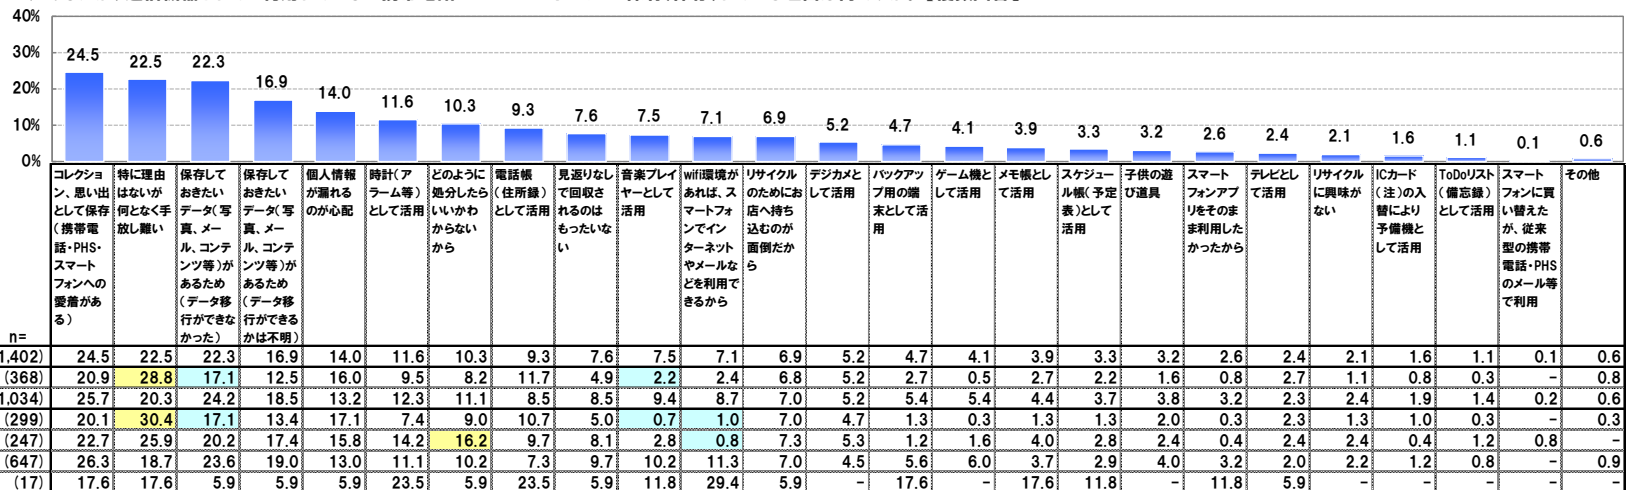 40%
30%
20%
10%
0%
24.5 22.5 22.3 16.9 14.0 11.6 10.3 9.3 7.6 7.5 7.1 6.9 5.2 4.7 4.1 3.9 3.3 3.2 2.6 2.4 2.1 1.6 1.1 0.1 0.6
コレクショ
ン、思い出
として保存
(携帯電
話・PHS・
スマート
フォンへの
愛着があ
る)
特に理由
はないが
何となく手
放し難い
保存して
おきたい
データ(写
真、メー
ル、コンテ
ンツ等)が
あるため
(データ移
行ができな
かった)
保存して
おきたい
データ(写
真、メー
ル、コンテ
ンツ等)が
あるため
(データ移
行ができる
かは不明)
個人情報
が漏れる
のが心配
時計(ア
ラーム等)
として活用
どのように
処分したら
いいかわ
からない
から
電話帳
(住所録)
として活用
見返りなし
で回収さ
れるのは
もったいな
い
音楽プレイ
ヤーとして
活用
wifi環境が
あれば、ス
マートフォ
ンでイン
ターネット
やメールな
どを利用で
きるから
リサイクル
のためにお
店へ持ち
込むのが
面倒だか
ら
デジカメと
して活用
バックアッ
プ用の端
末として活
用
ゲーム機と
して活用
メモ帳とし
て活用
スケジュー
ル帳(予定
表)として
活用
子供の遊
び道具
スマート
フォンアプ
リをそのま
ま利用した
かったから
テレビとし
て活用
リサイクル
に興味が
ない
ICカード
(注)の入
替により
予備機と
して活用
ToDoリスト
(備忘録)
として活用
スマート
フォンに買
い替えた
が、従来
型の携帯
電話・PHS
のメール等
で利用
その他
n=
1,402) 24.5 22.5 22.3 16.9 14.0 11.6 10.3 9.3 7.6 7.5 7.1 6.9 5.2 4.7 4.1 3.9 3.3 3.2 2.6 2.4 2.1 1.6 1.1 0.1 0.6
(368) 20.9 28.8 17.1 12.5 16.0 9.5 8.2 11.7 4.9 2.2 2.4 6.8 5.2 2.7 0.5 2.7 2.2 1.6 0.8 2.7 1.1 0.8 0.3 - 0.8
1,034) 25.7 20.3 24.2 18.5 13.2 12.3 11.1 8.5 8.5 9.4 8.7 7.0 5.2 5.4 5.4 4.4 3.7 3.8 3.2 2.3 2.4 1.9 1.4 0.2 0.6
(299) 20.1 30.4 17.1 13.4 17.1 7.4 9.0 10.7 5.0 0.7 1.0 7.0 4.7 1.3 0.3 1.3 1.3 2.0 0.3 2.3 1.3 1.0 0.3 - 0.3
(247) 22.7 25.9 20.2 17.4 15.8 14.2 16.2 9.7 8.1 2.8 0.8 7.3 5.3 1.2 1.6 4.0 2.8 2.4 0.4 2.4 2.4 0.4 1.2 0.8 -
(647) 26.3 18.7 23.6 19.0 13.0 11.1 10.2 7.3 9.7 10.2 11.3 7.0 4.5 5.6 6.0 3.7 2.9 4.0 3.2 2.0 2.2 1.2 0.8 - 0.9
(17) 17.6 17.6 5.9 5.9 5.9 23.5 5.9 23.5 5.9 11.8 29.4 5.9 - 17.6 - 17.6 11.8 - 11.8 5.9 - - - - -